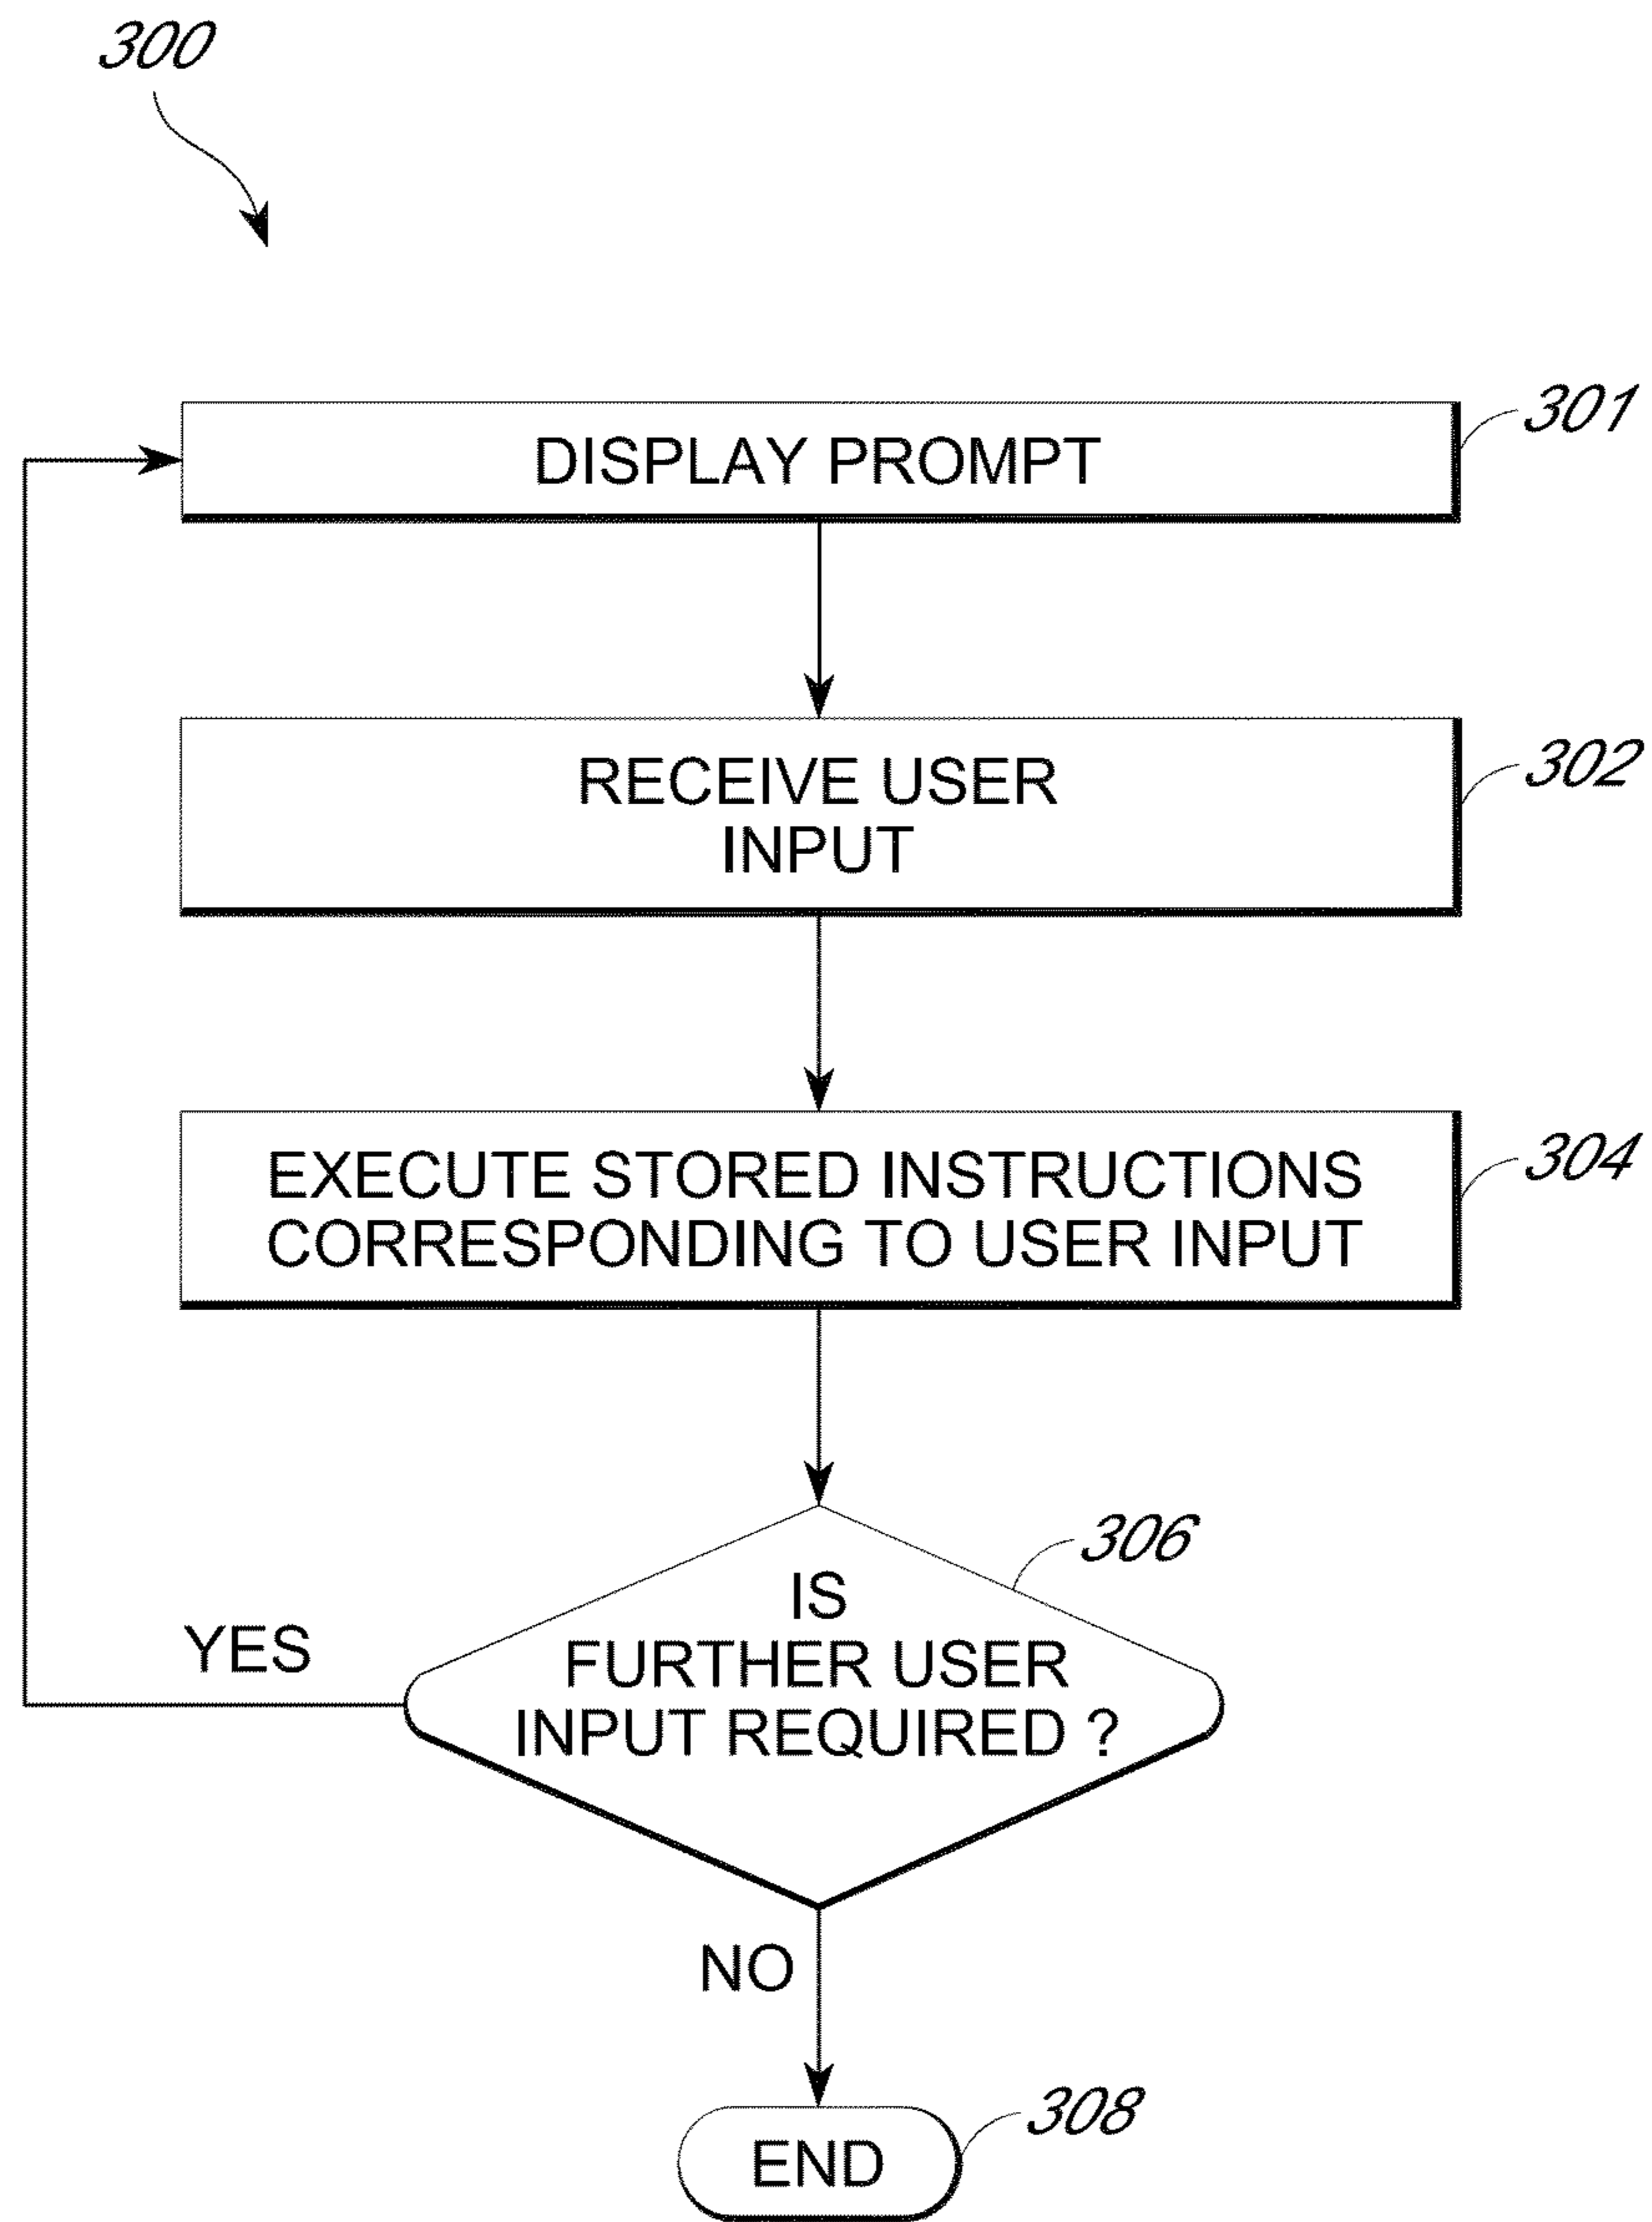 300
DISPLAY PROMPT
301
RECEIVE USER
INPUT
302
EXECUTE STORED INSTRUCTIONS
CORRESPONDING TO USER INPUT
304
306
IS
FURTHER USER
INPUT REQUIRED ?
YES
NO
END
308